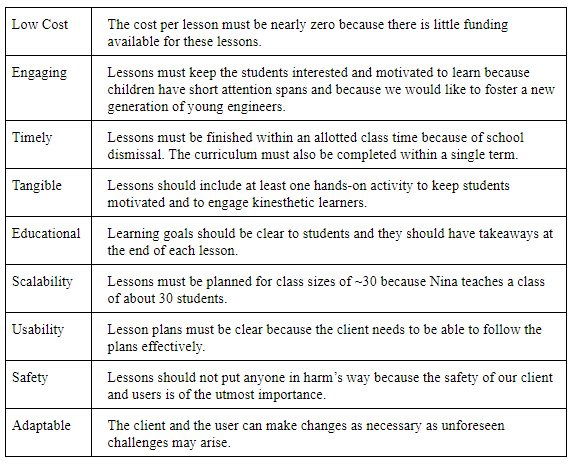 Low Cost
The cost per lesson must be nearly zero because there is little funding
available for these lessons.
Engaging
Lessons must keep the students interested and motivated to learn because
children have short attention spans and because we would like to foster a new
generation of young engineers.
Timely
Lessons must be finished within an allotted class time because of school
dismissal. The curriculum must also be completed within a single term.
Tangible
Lessons should include at least one hands-on activity to keep students
motivated and to engage kinesthetic learners.
Educational
Learning goals should be clear to students and they should have takeaways at
the end of each lesson.
Scalability
Lessons must be planned for class sizes of ~30 because Nina teaches a class
of about 30 students.
Usability
Lesson plans must be clear because the client needs to be able to follow the
plans effectively.
Safety
Lessons should not put anyone in harm’s way because the safety of our client
and users is of the utmost importance.
Adaptable
The client and the user can make changes as necessary as unforeseen
challenges may arise.